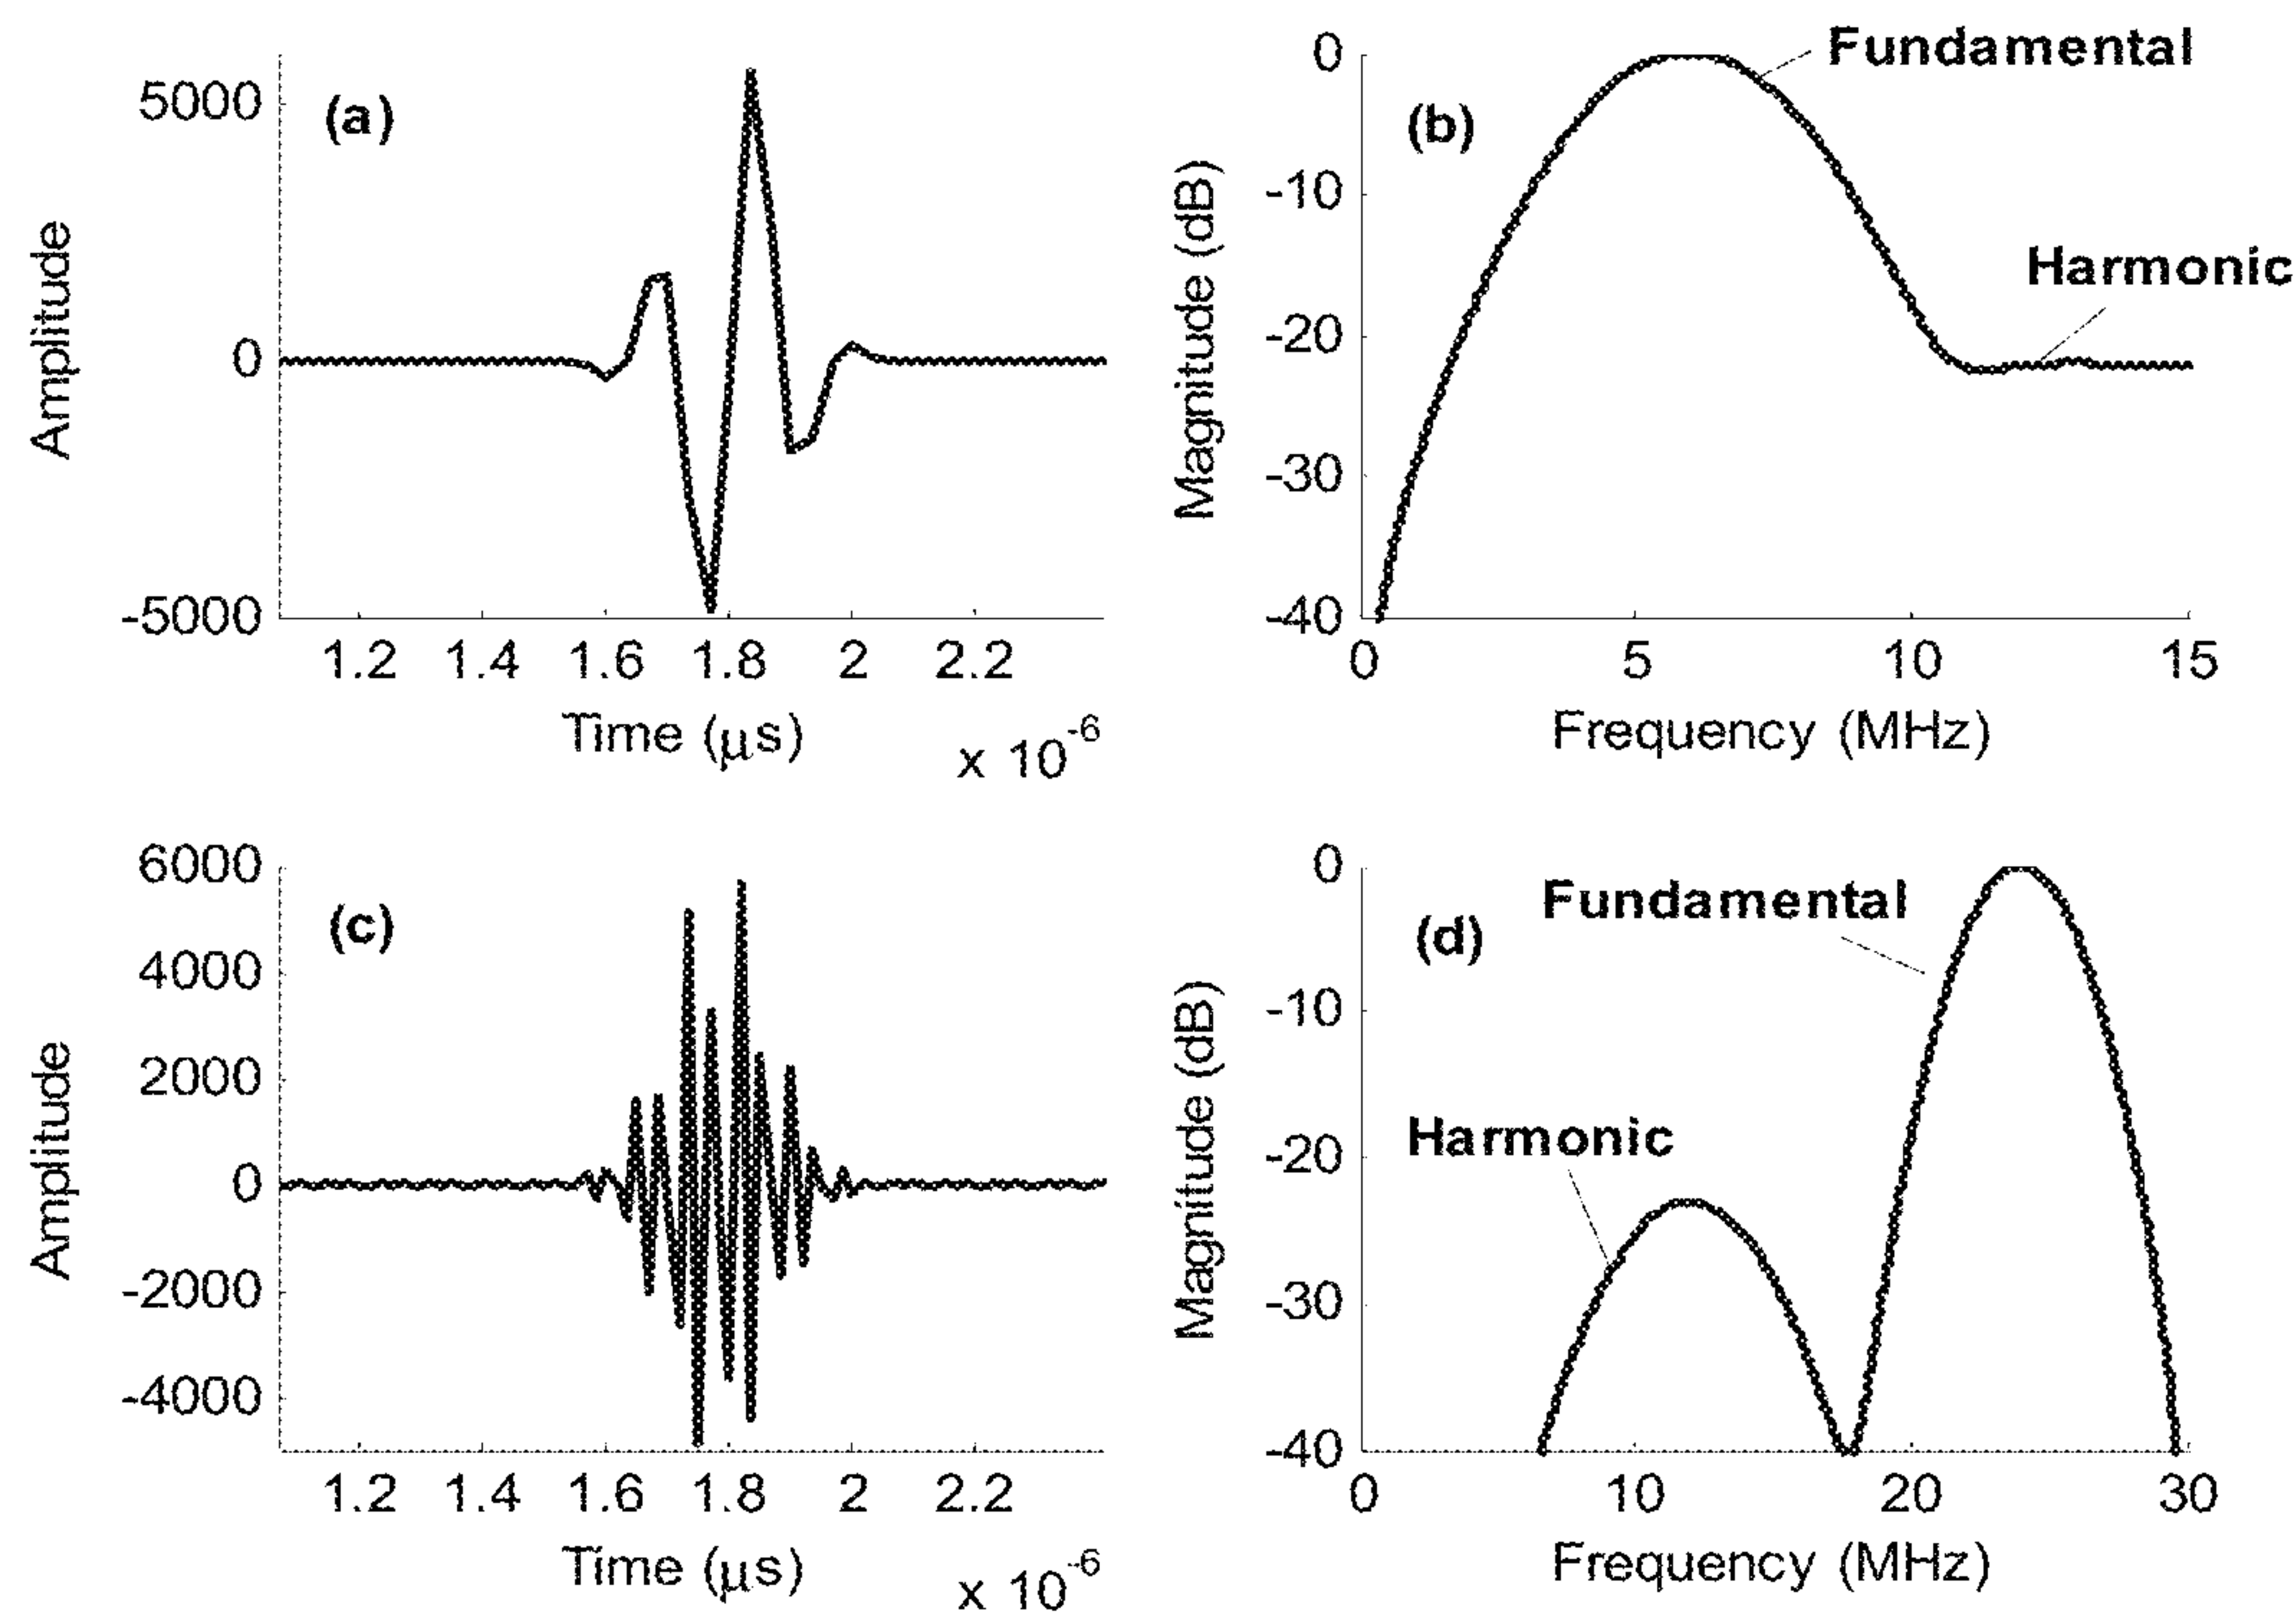 (a)
Amplitude
5000
0
-5000
1.2 1.4 1.6 1.8 2 2.2
Time (μs)
x 10-6
(b)
Fundamental
Harmonic
Magnitude (dB)
0
-10
-20
-30
-40
0 5 10 15
Frequency (MHz)
(c)
Amplitude
6000
4000
2000
0
-2000
-4000
1.2 1.4 1.6 1.8 2 2.2
Time (μs)
x 10-6
(d)
Fundamental
Harmonic
Magnitude (dB)
0
-10
-20
-30
-40
0 10 20 30
Frequency (MHz)